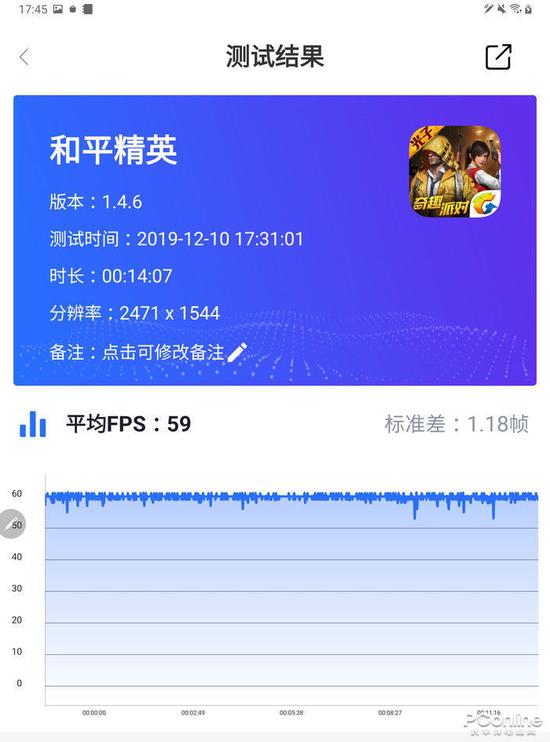 17:45
测试结果
和平精英
光子
奇趣派对
版本：1.4.6
测试时间：2019-12-10 17:31:01
时长：00:14:07
分辨率：2471 x 1544
备注：点击可修改备注
平均FPS：59
标准差：1.18帧
60
50
40
30
20
10
0
00:00:00 00:02:49 00:05:38 00:08:27 00:11:16
PConline
太平洋电脑网